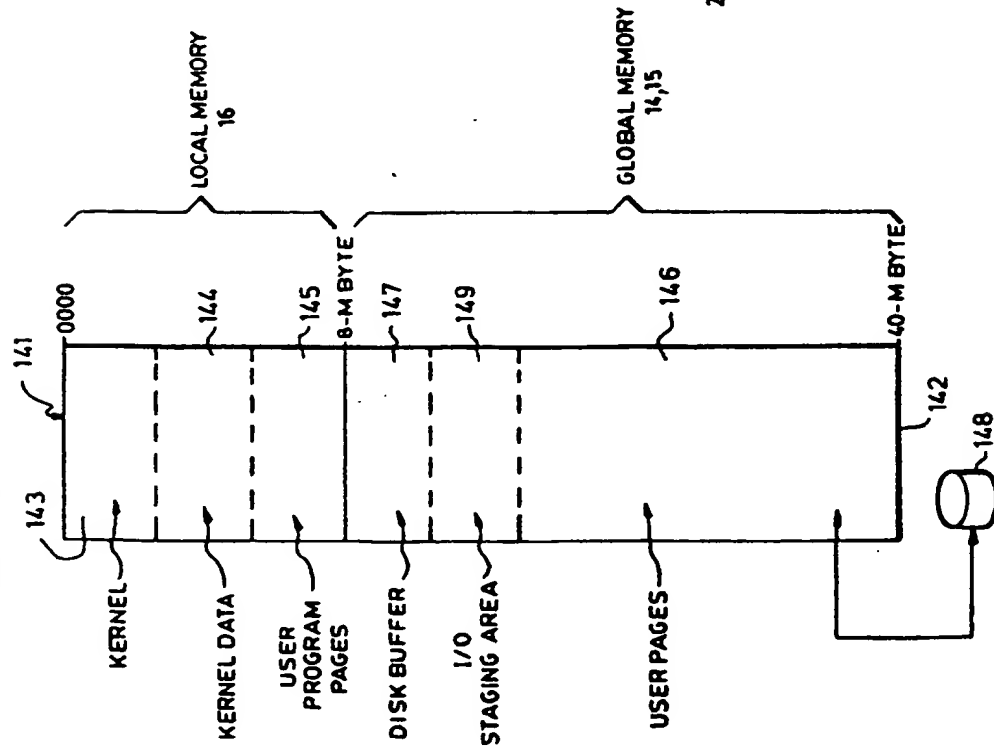 141
0000
143
KERNEL
144
KERNEL DATA
LOCAL MEMORY
16
145
USER
PROGRAM
PAGES
8-M BYTE
147
DISK BUFFER
149
I/O
STAGING AREA
146
USER PAGES
GLOBAL MEMORY
14,15
40-M BYTE
142
148
2